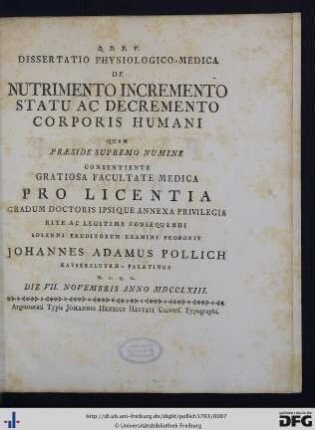 DISSERTATIO PHYSIOLOGICO-MEDICA
DE
NUTRIMENTO INCREMENTO
STATU AC DECREMENTO
CORPORIS HUMANI
QUAM
PRÆSIDE SUPREMO NUMINE
CONSENTIENTE
GRATIOSA FACULTATE MEDICA
PRO LICENTIA
GRADUM DOCTORIS IPSIQUE ANNEXA PRIVILEGIA
RITE AC LEGITIME CONSEQUENDI
SOLENNI ERUDITORUM EXAMINI PROPONIT
JOHANNES ADAMUS POLLICH
PALATINUS
DIE VII. NOVEMBRIS ANNO MDCCLXIII.
Argentorati Typis JOHANNIS HENRICI HEITZII Universf. Typographi.
http://dl.ub.uni-freiburg.de/diglit/pollich1763/0007
© Universitätsbibliothek Freiburg
DFG